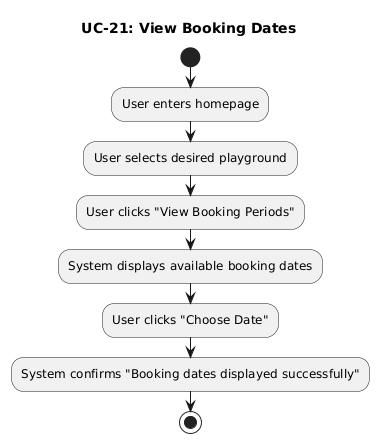 UC-21: View Booking Dates
User enters homepage
User selects desired playground
User clicks "View Booking Periods"
System displays available booking dates
User clicks "Choose Date"
System confirms "Booking dates displayed successfully"